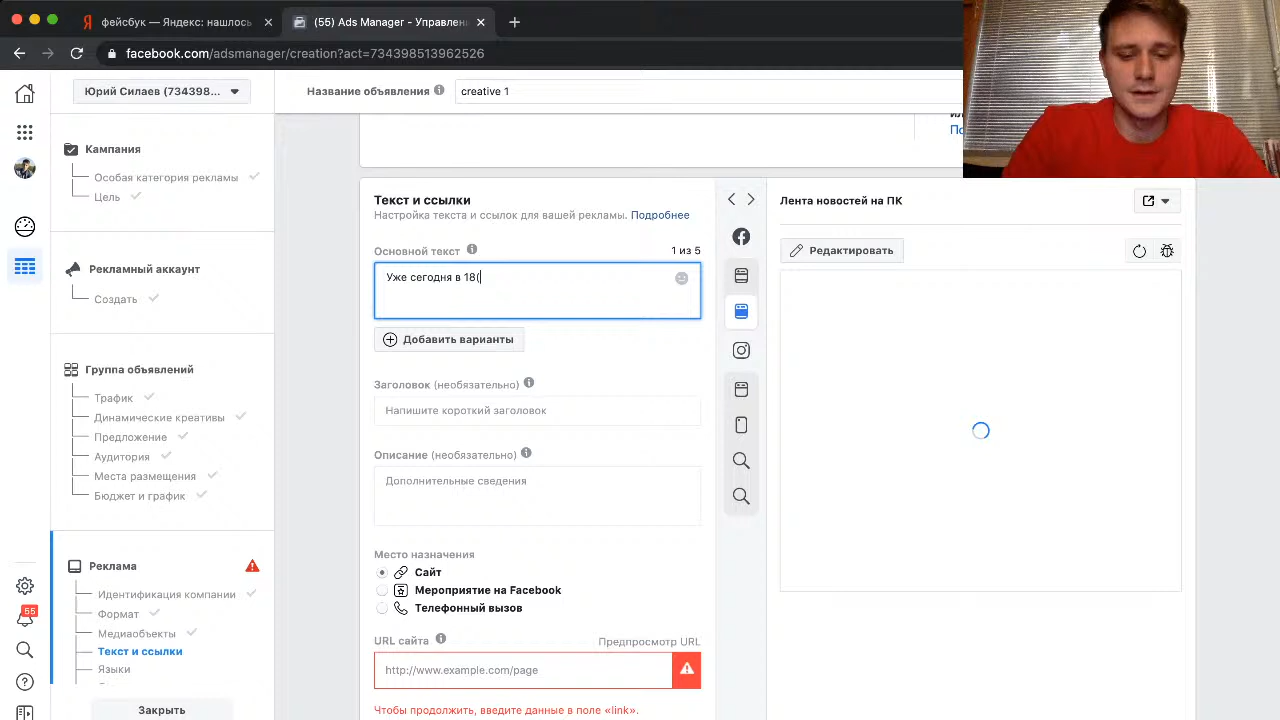 фейсбук — Яндекс: нашлось
(55) Ads Manager - Управлени
facebook.com/adsmanager/creation?act=734398513962526
Юрий Силаев (734398...
Название объявления
creative 1
Кампания
Особая категория рекламы
Цель
Рекламный аккаунт
Создать
Группа объявлений
Трафик
Динамические креативы
Предложение
Аудитория
Места размещения
Бюджет и график
Реклама
Идентификация компании
Формат
Медиаобъекты
Текст и ссылки
Языки
Закрыть
55
Текст и ссылки
Настройка текста и ссылок для вашей рекламы. Подробнее
Основной текст
1 из 5
Уже сегодня в 18(
Добавить варианты
Заголовок (необязательно)
Напишите короткий заголовок
Описание (необязательно)
Дополнительные сведения
Место назначения
Сайт
Мероприятие на Facebook
Телефонный вызов
URL сайта
Предпросмотр URL
http://www.example.com/page
Чтобы продолжить, введите данные в поле «link».
Лента новостей на ПК
Редактировать